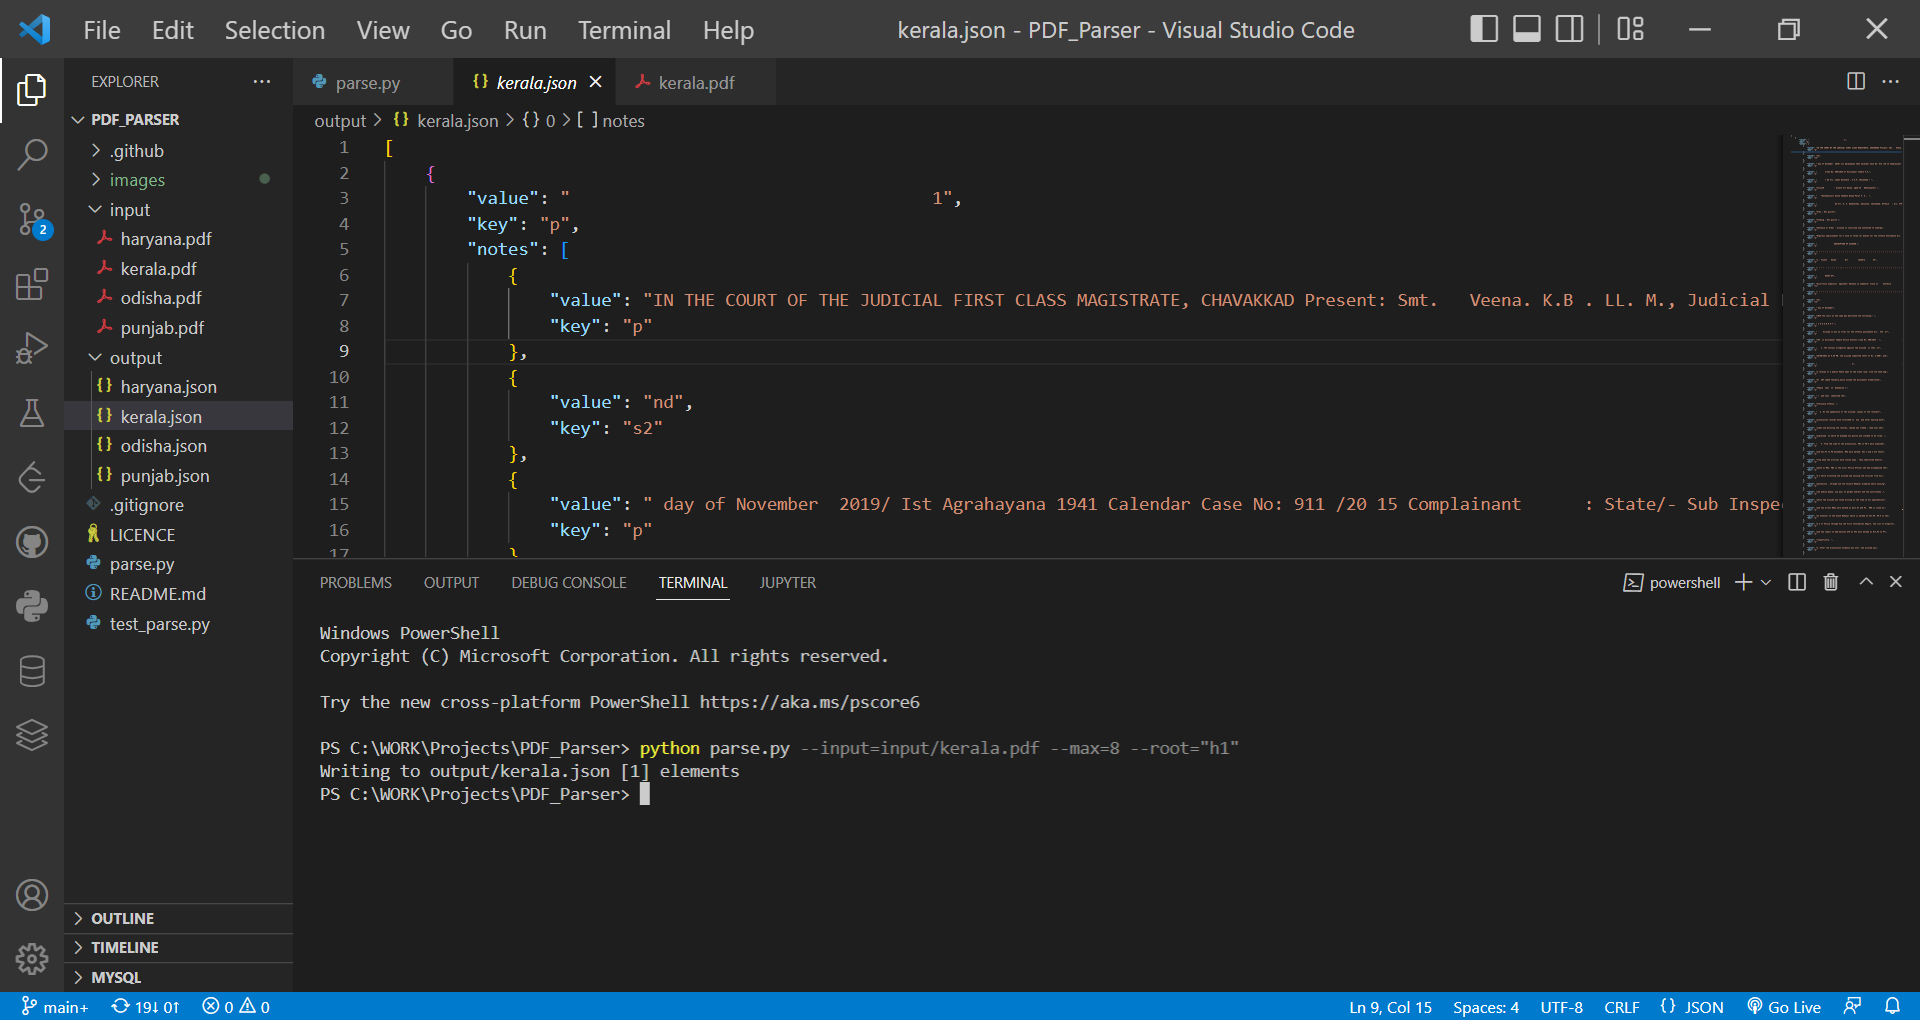 File Edit Selection View Go Run Terminal Help
kerala.json - PDF_Parser - Visual Studio Code
EXPLORER
PDF_PARSER
.github
images
input
haryana.pdf
kerala.pdf
odisha.pdf
punjab.pdf
output
haryana.json
kerala.json
odisha.json
punjab.json
.gitignore
LICENCE
parse.py
README.md
test_parse.py
OUTLINE
TIMELINE
MYSQL
2
parse.py
{} kerala.json
kerala.pdf
output > {} kerala.json > {} 0 > [ ] notes
1 [
2 {
3 "value": " 1",
4 "key": "p",
5 "notes": [
6 {
7 "value": "IN THE COURT OF THE JUDICIAL FIRST CLASS MAGISTRATE, CHAVAKKAD Present: Smt. Veena. K.B . LL. M., Judicial
8 "key": "p"
9 },
10 {
11 "value": "nd",
12 "key": "s2"
13 },
14 {
15 "value": " day of November 2019/ Ist Agrahayana 1941 Calendar Case No: 911 /20 15 Complainant : State/- Sub Inspe
16 "key": "p"
17 }
PROBLEMS OUTPUT DEBUG CONSOLE TERMINAL JUPYTER
powershell
Windows PowerShell
Copyright (C) Microsoft Corporation. All rights reserved.
Try the new cross-platform PowerShell https://aka.ms/pscore6
PS C:\WORK\Projects\PDF_Parser> python parse.py --input=input/kerala.pdf --max=8 --root="h1"
Writing to output/kerala.json [1] elements
PS C:\WORK\Projects\PDF_Parser>
main+ 19↓ 0↑ 0 0
Ln 9, Col 15 Spaces: 4 UTF-8 CRLF {} JSON Go Live